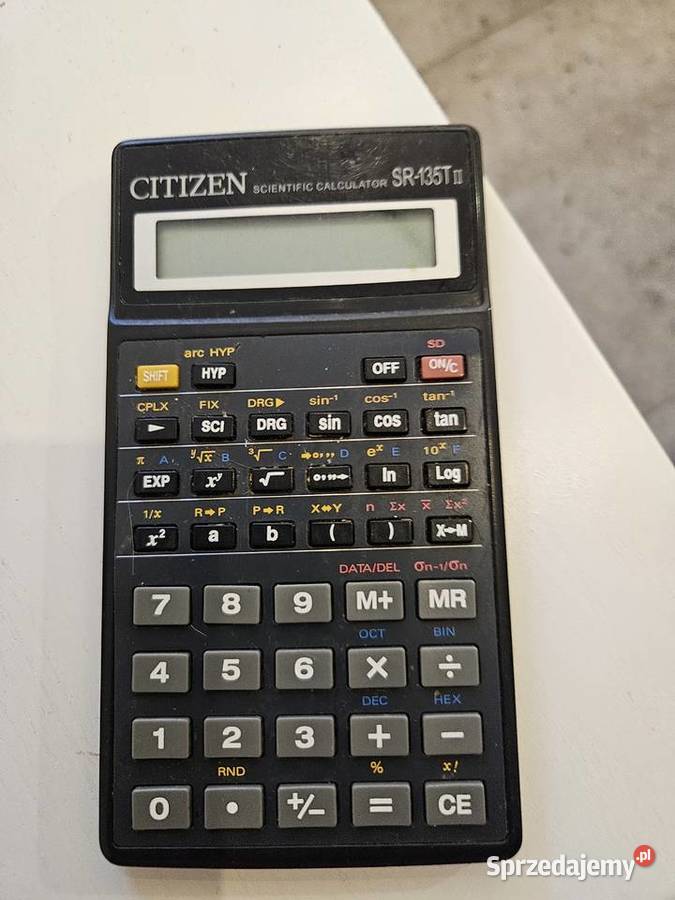 CITIZEN SCIENTIFIC CALCULATOR SR-135T II
SD
arc HYP
SHIFT HYP OFF ON/C
CPLX FIX DRG▶ sin⁻¹ cos⁻¹ tan⁻¹
► SCI DRG sin cos tan
π A ʸ√x B ³√ C ➡o,,, D eˣ E 10ˣ F
EXP xʸ √ o,,,➡ ln Log
1/x R➡P P➡R X⬌Y n Σx x̄ Σx²
x² a b ( ) X➡M
DATA/DEL σn-1/σn
7 8 9 M+ MR
OCT BIN
4 5 6 × ÷
DEC HEX
1 2 3 + −
RND % x!
0 • +/− = CE
Sprzedajemy.pl